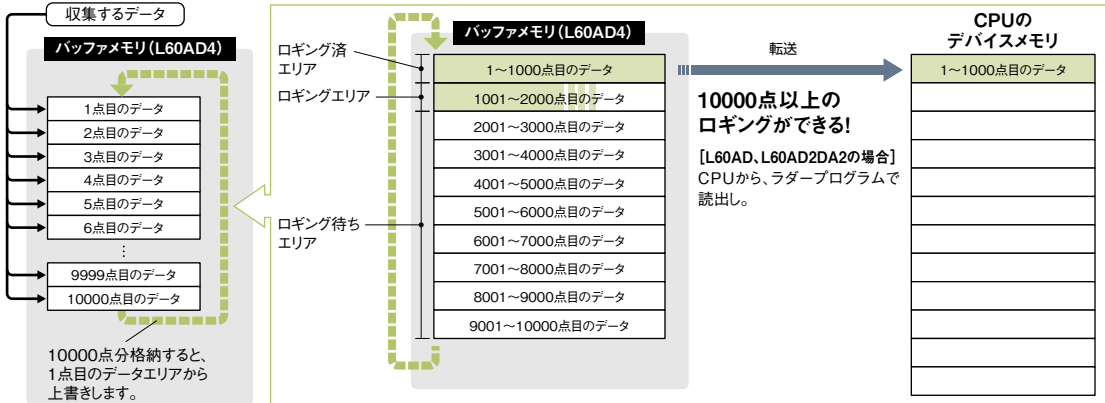 収集するデータ
バッファメモリ(L60AD4)
1点目のデータ
2点目のデータ
3点目のデータ
4点目のデータ
5点目のデータ
6点目のデータ
⋮
9999点目のデータ
10000点目のデータ
10000点分格納すると、
1点目のデータエリアから
上書きします。
ロギング済
エリア
ロギングエリア
ロギング待ち
エリア
バッファメモリ(L60AD4)
1〜1000点目のデータ
1001〜2000点目のデータ
2001〜3000点目のデータ
3001〜4000点目のデータ
4001〜5000点目のデータ
5001〜6000点目のデータ
6001〜7000点目のデータ
7001〜8000点目のデータ
8001〜9000点目のデータ
9001〜10000点目のデータ
転送
10000点以上の
ロギングができる!
[L60AD、L60AD2DA2の場合]
CPUから、ラダープログラムで
読出し。
CPUの
デバイスメモリ
1〜1000点目のデータ